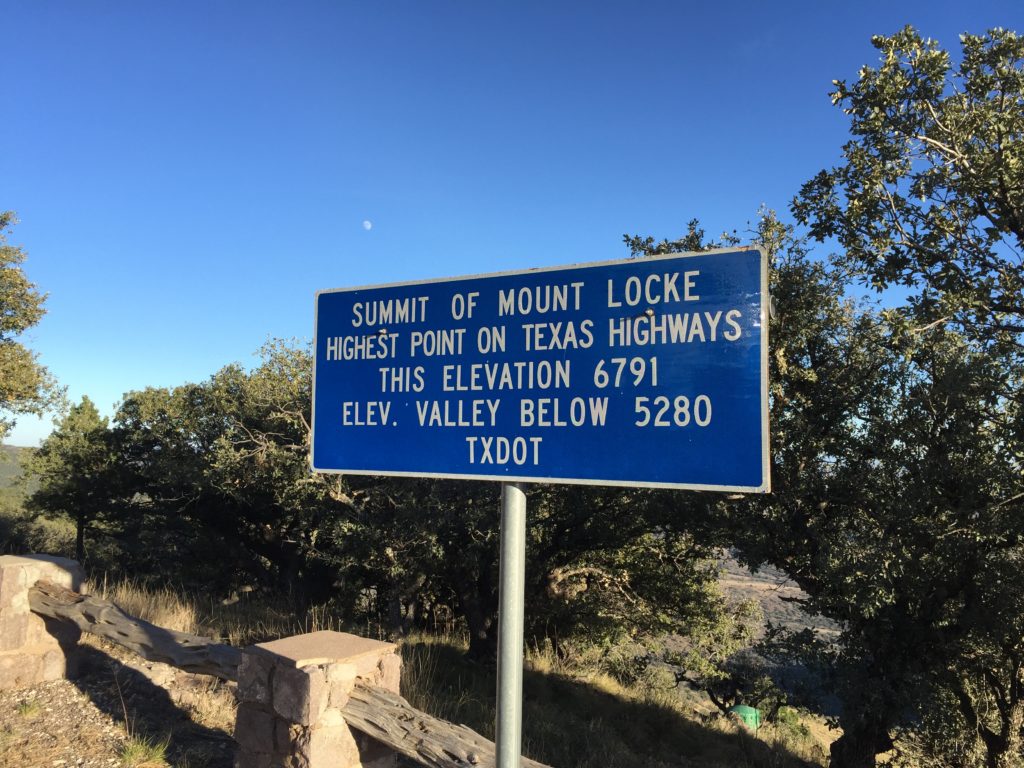 SUMMIT OF MOUNT LOCKE
HIGHEST POINT ON TEXAS HIGHWAYS
THIS ELEVATION 6791
ELEV. VALLEY BELOW 5280
TXDOT